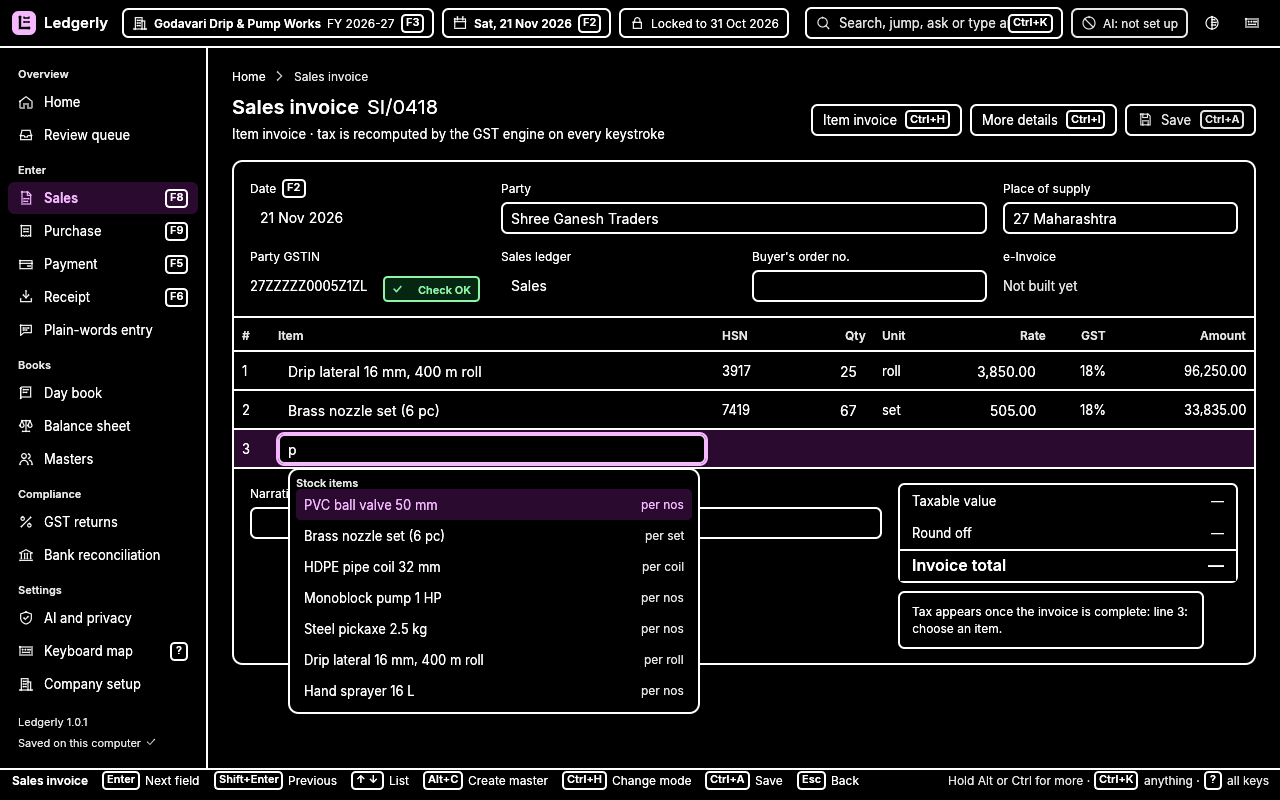 Ledgerly
Godavari Drip & Pump Works FY 2026-27 F3
Sat, 21 Nov 2026 F2
Locked to 31 Oct 2026
Search, jump, ask or type a Ctrl+K
AI: not set up
Overview
Home
Review queue
Enter
Sales F8
Purchase F9
Payment F5
Receipt F6
Plain-words entry
Books
Day book
Balance sheet
Masters
Compliance
GST returns
Bank reconciliation
Settings
AI and privacy
Keyboard map ?
Company setup
Ledgerly 1.0.1
Saved on this computer
Home Sales invoice
Sales invoice SI/0418
Item invoice · tax is recomputed by the GST engine on every keystroke
Item invoice Ctrl+H
More details Ctrl+I
Save Ctrl+A
Date F2 Party Place of supply
21 Nov 2026 Shree Ganesh Traders 27 Maharashtra
Party GSTIN Sales ledger Buyer's order no. e-Invoice
27ZZZZZ0005Z1ZL Check OK Sales Not built yet
# Item HSN Qty Unit Rate GST Amount
1 Drip lateral 16 mm, 400 m roll 3917 25 roll 3,850.00 18% 96,250.00
2 Brass nozzle set (6 pc) 7419 67 set 505.00 18% 33,835.00
3 p
Stock items
PVC ball valve 50 mm per nos
Brass nozzle set (6 pc) per set
HDPE pipe coil 32 mm per coil
Monoblock pump 1 HP per nos
Steel pickaxe 2.5 kg per nos
Drip lateral 16 mm, 400 m roll per roll
Hand sprayer 16 L per nos
Narrati
Taxable value —
Round off —
Invoice total —
Tax appears once the invoice is complete: line 3:
choose an item.
Sales invoice Enter Next field Shift+Enter Previous ↑ ↓ List Alt+C Create master Ctrl+H Change mode Ctrl+A Save Esc Back Hold Alt or Ctrl for more · Ctrl+K anything · ? all keys